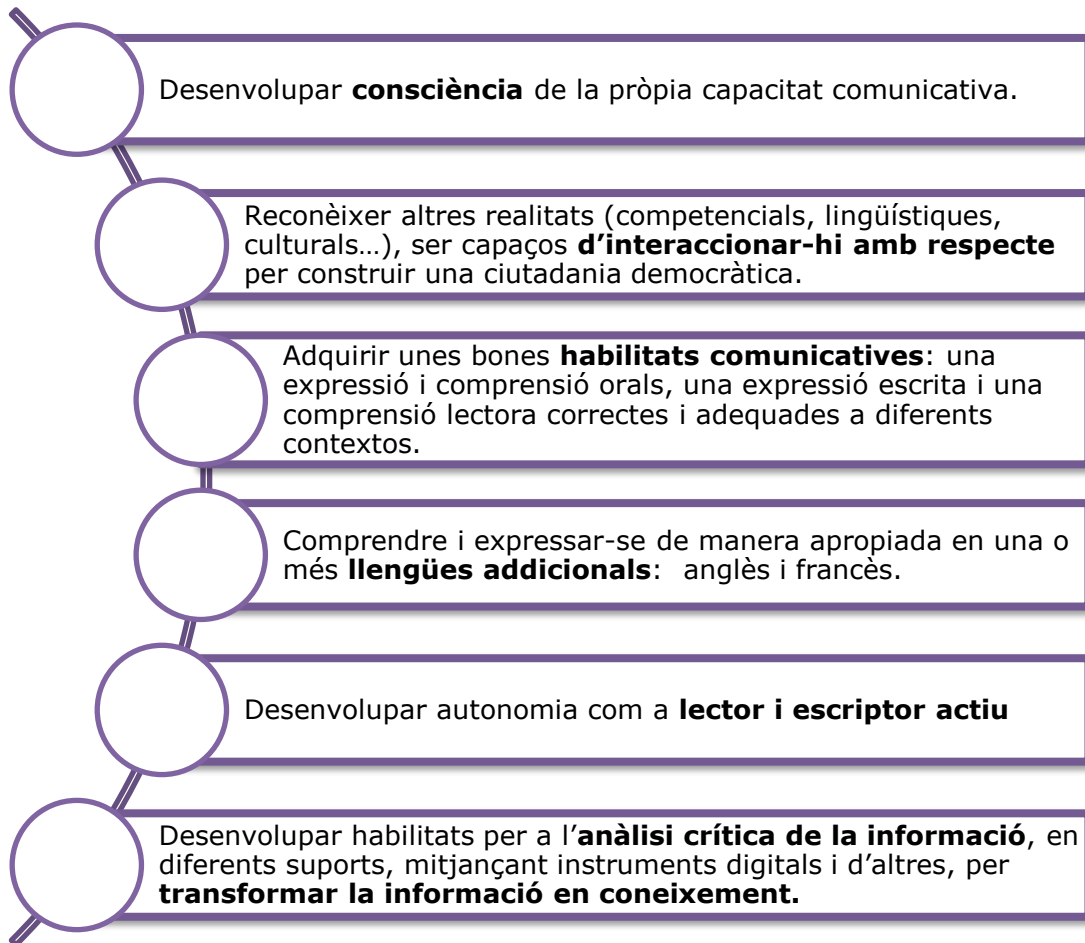 Desenvolupar consciència de la pròpia capacitat comunicativa.
Reconèixer altres realitats (competencials, lingüístiques,
culturals…), ser capaços d’interaccionar-hi amb respecte
per construir una ciutadania democràtica.
Adquirir unes bones habilitats comunicatives: una
expressió i comprensió orals, una expressió escrita i una
comprensió lectora correctes i adequades a diferents
contextos.
Comprendre i expressar-se de manera apropiada en una o
més llengües addicionals: anglès i francès.
Desenvolupar autonomia com a lector i escriptor actiu
Desenvolupar habilitats per a l’anàlisi crítica de la informació, en
diferents suports, mitjançant instruments digitals i d’altres, per
transformar la informació en coneixement.